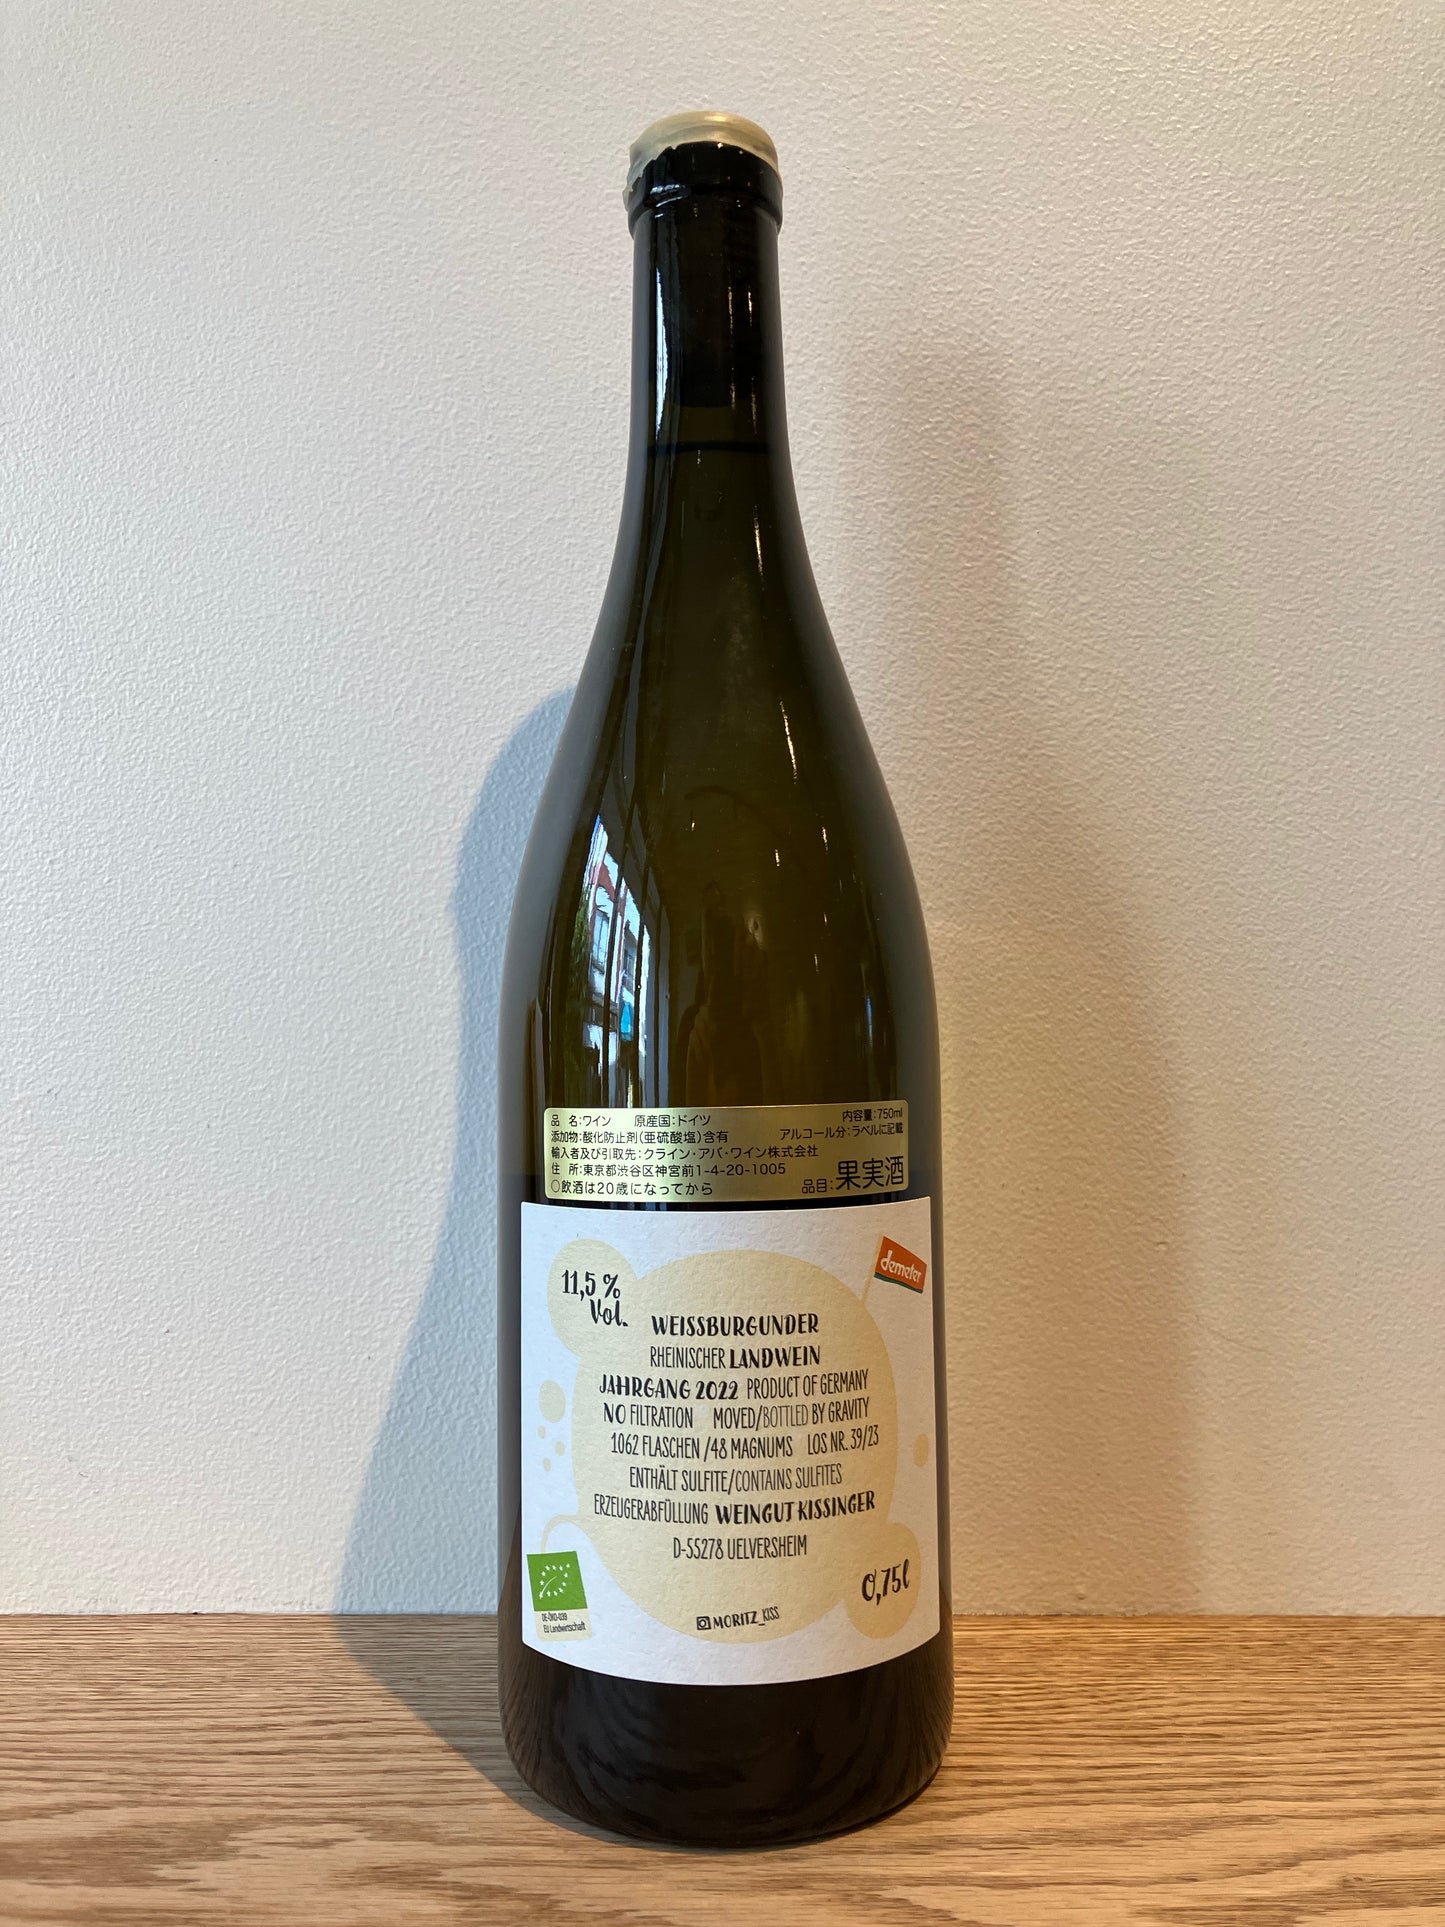 品　名:ワイン　原産国:ドイツ　内容量:750ml
添加物:酸化防止剤(亜硫酸塩)含有　アルコール分:ラベルに記載
輸入者及び引取先:クライン・アバ・ワイン株式会社
住　所:東京都渋谷区神宮前1-4-20-1005
○飲酒は20歳になってから　品目:果実酒
demeter
11,5 %
Vol.
WEISSBURGUNDER
RHEINISCHER LANDWEIN
JAHRGANG 2022 PRODUCT OF GERMANY
NO FILTRATION MOVED/BOTTLED BY GRAVITY
1062 FLASCHEN /48 MAGNUMS LOS NR. 39/23
ENTHÄLT SULFITE/CONTAINS SULFITES
ERZEUGERABFÜLLUNG WEINGUT KISSINGER
D-55278 UELVERSHEIM
0,75l
DE-ÖKO-039
EU Landwirtschaft
MORITZ_KISS